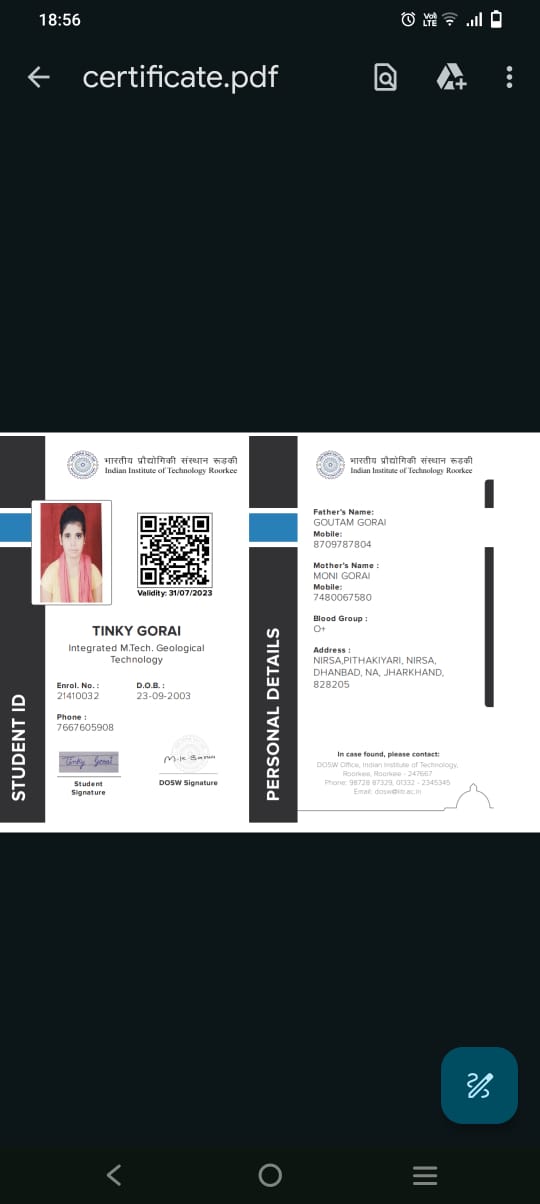 18:56
Vo))
LTE
certificate.pdf
STUDENT ID
भारतीय प्रौद्योगिकी संस्थान रूड़की
Indian Institute of Technology Roorkee
Validity: 31/07/2023
TINKY GORAI
Integrated M.Tech. Geological
Technology
Enrol. No. :
21410032
D.O.B. :
23-09-2003
Phone :
7667605908
Tinky Gorai
Student
Signature
DOSW Signature
PERSONAL DETAILS
भारतीय प्रौद्योगिकी संस्थान रूड़की
Indian Institute of Technology Roorkee
Father's Name:
GOUTAM GORAI
Mobile:
8709787804
Mother's Name :
MONI GORAI
Mobile:
7480067580
Blood Group :
O+
Address :
NIRSA,PITHAKIYARI, NIRSA,
DHANBAD, NA, JHARKHAND,
828205
In case found, please contact:
DOSW Office, Indian Institute of Technology,
Roorkee, Roorkee - 247667
Phone: 98728 87329, 01332 - 2345345
Email: dosw@iitr.ac.in